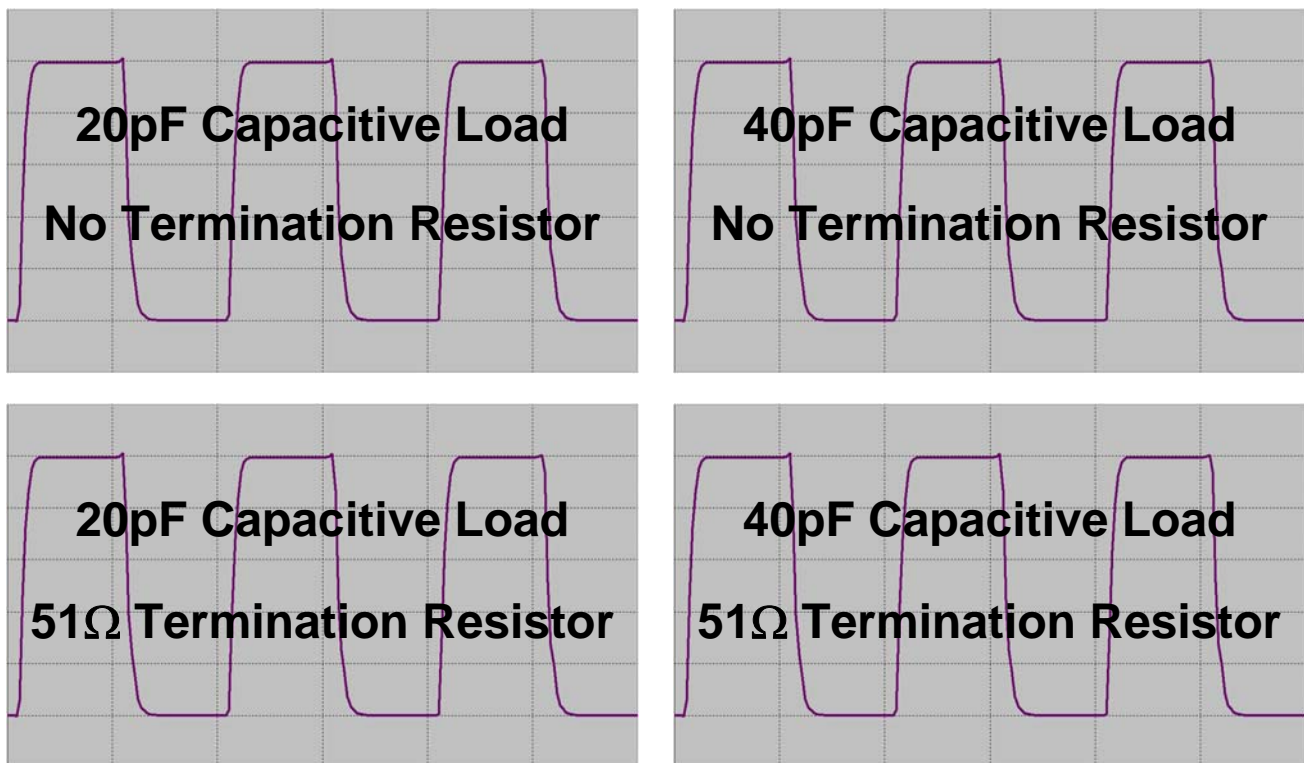 20pF Capacitive Load
No Termination Resistor
40pF Capacitive Load
No Termination Resistor
20pF Capacitive Load
51Ω Termination Resistor
40pF Capacitive Load
51Ω Termination Resistor